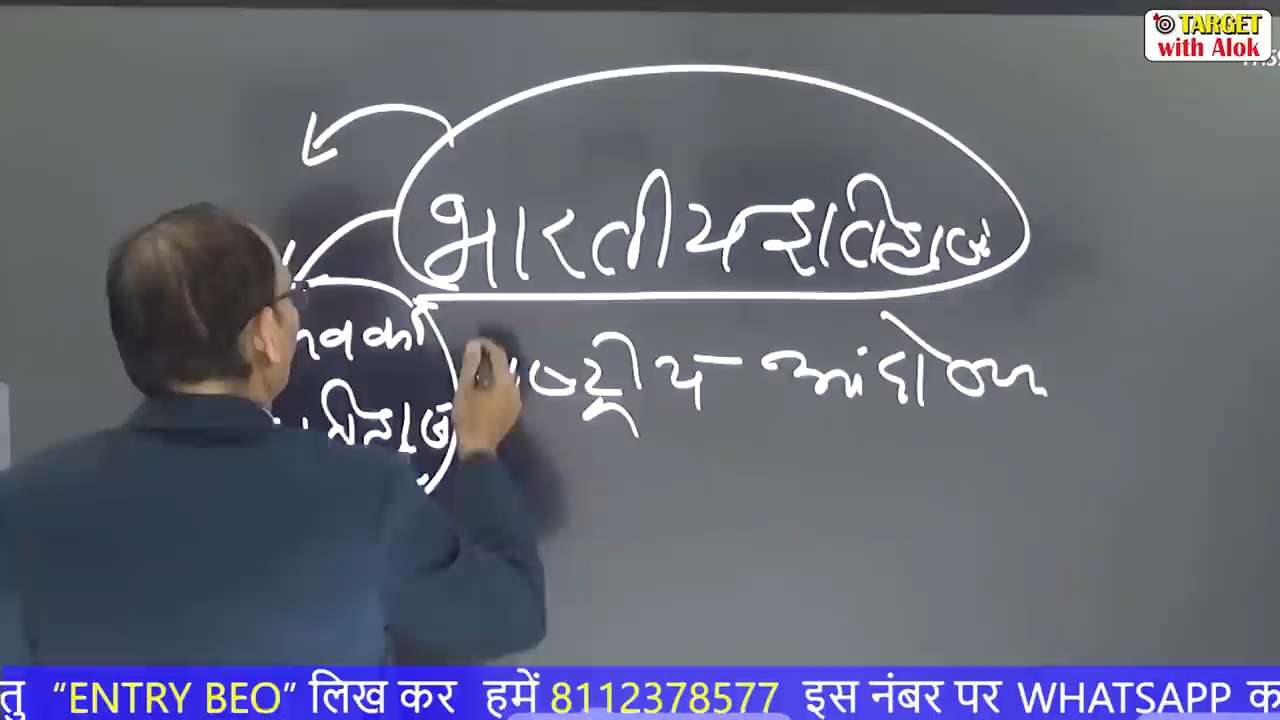 TARGET
with Alok
भारतीय इतिहास
राष्ट्रीय आंदोलन
तु “ENTRY BEO” लिख कर हमें 8112378577 इस नंबर पर WHATSAPP क